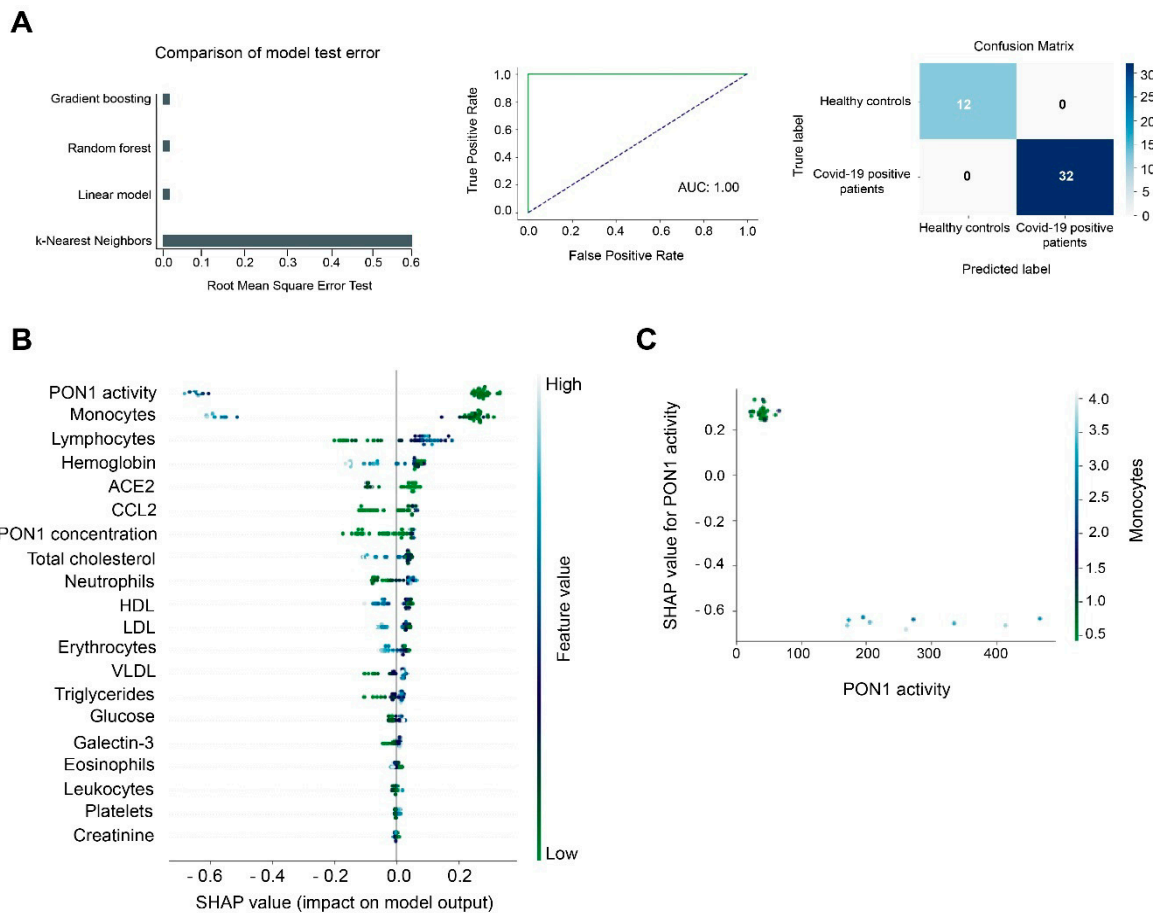 A
Comparison of model test error
Gradient boosting
Random forest
Linear model
k-Nearest Neighbors
0 0.1 0.2 0.3 0.4 0.5 0.6
Root Mean Square Error Test
True Positive Rate
1.0
0.8
0.6
0.4
0.2
0.0
AUC: 1.00
0.0 0.2 0.4 0.6 0.8 1.0
False Positive Rate
Confusion Matrix
Trure label
Healthy controls
12 0
Covid-19 positive
patients
0 32
Healthy controls Covid-19 positive
patients
Predicted label
30
25
20
15
10
5
0
B
PON1 activity
Monocytes
Lymphocytes
Hemoglobin
ACE2
CCL2
PON1 concentration
Total cholesterol
Neutrophils
HDL
LDL
Erythrocytes
VLDL
Triglycerides
Glucose
Galectin-3
Eosinophils
Leukocytes
Platelets
Creatinine
- 0.6 - 0.4 - 0.2 0.0 0.2
SHAP value (impact on model output)
High
Feature value
Low
C
SHAP value for PON1 activity
0.2
0.0
- 0.2
- 0.4
- 0.6
0 100 200 300 400
PON1 activity
4.0
3.5
3.0
2.5
2.0
1.5
1.0
0.5
Monocytes